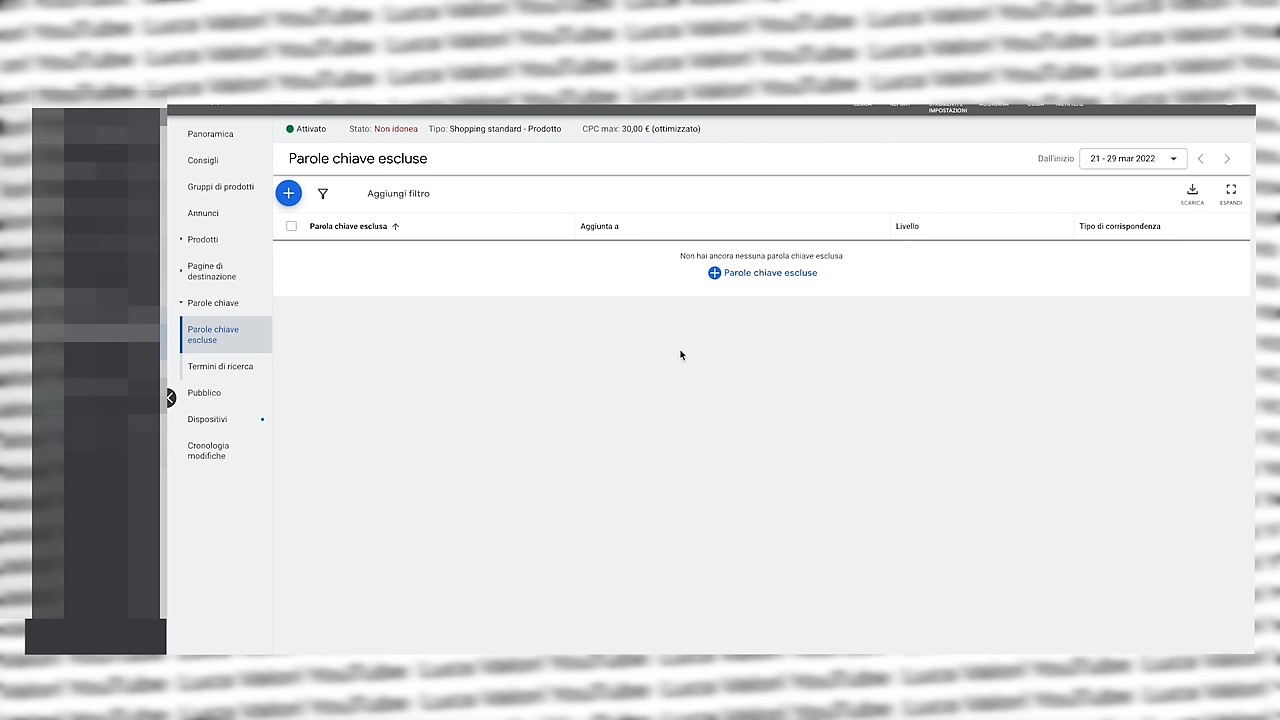 IMPOSTAZIONI
Panoramica
Attivato Stato: Non idonea Tipo: Shopping standard - Prodotto CPC max: 30,00 € (ottimizzato)
Consigli
Parole chiave escluse
Dall'inizio 21 - 29 mar 2022
Gruppi di prodotti
Aggiungi filtro
SCARICA ESPANDI
Annunci
Parola chiave esclusa Aggiunta a Livello Tipo di corrispondenza
Prodotti
Non hai ancora nessuna parola chiave esclusa
Parole chiave escluse
Pagine di
destinazione
Parole chiave
Parole chiave
escluse
Termini di ricerca
Pubblico
Dispositivi
Cronologia
modifiche